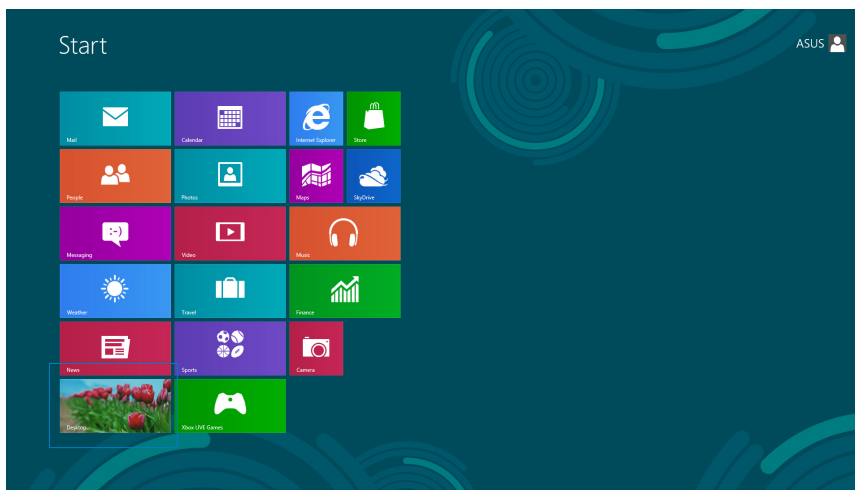 Start
ASUS
Mail
Calendar
Internet Explorer
Store
People
Photos
Maps
SkyDrive
Messaging
:-)
Video
Music
Weather
Travel
Finance
News
Sports
Camera
Desktop
Xbox LIVE Games